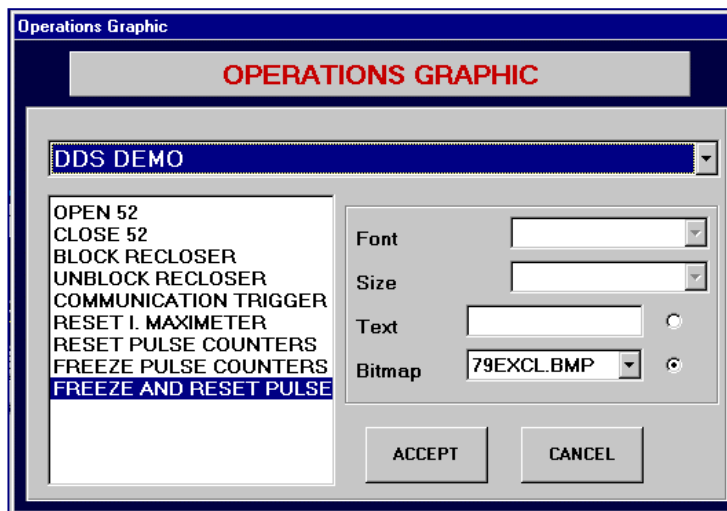 Operations Graphic
OPERATIONS GRAPHIC
DDS DEMO
OPEN 52
CLOSE 52
BLOCK RECLOSER
UNBLOCK RECLOSER
COMMUNICATION TRIGGER
RESET I. MAXIMETER
RESET PULSE COUNTERS
FREEZE PULSE COUNTERS
FREEZE AND RESET PULSE
Font
Size
Text
Bitmap 79EXCL.BMP
ACCEPT CANCEL